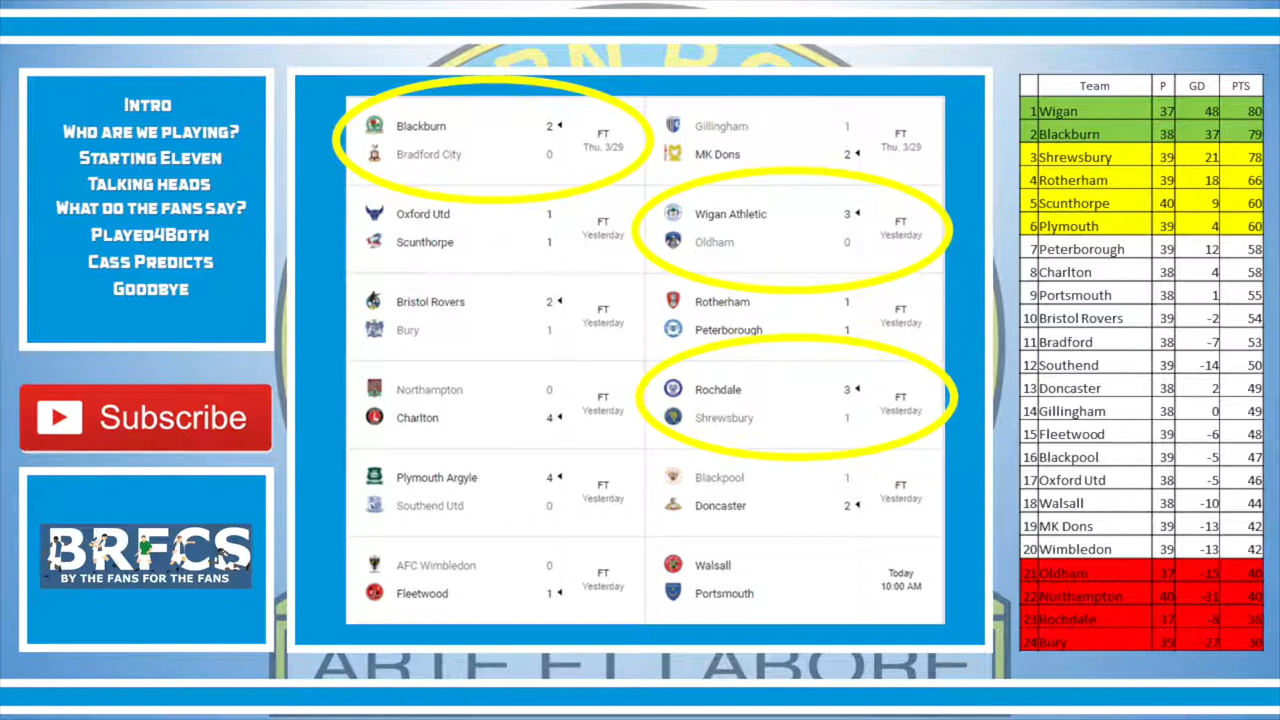 ON RO
INTRO
WHO ARE WE PLAYING?
STARTING ELEVEN
TALKING HEADS
WHAT DO THE FANS SAY?
PLAYED4BOTH
CASS PREDICTS
GOODBYE
Subscribe
BRFCS
BY THE FANS FOR THE FANS
Blackburn 2
Bradford City 0
FT
Thu, 3/29
Gillingham 1
MK Dons 2
FT
Thu, 3/29
Oxford Utd 1
Scunthorpe 1
FT
Yesterday
Wigan Athletic 3
Oldham 0
FT
Yesterday
Bristol Rovers 2
Bury 1
FT
Yesterday
Rotherham 1
Peterborough 1
FT
Yesterday
Northampton 0
Charlton 4
FT
Yesterday
Rochdale 3
Shrewsbury 1
FT
Yesterday
Plymouth Argyle 4
Southend Utd 0
FT
Yesterday
Blackpool 1
Doncaster 2
FT
Yesterday
AFC Wimbledon 0
Fleetwood 1
FT
Yesterday
Walsall
Portsmouth
Today
10:00 AM
Team P GD PTS
1 Wigan 37 48 80
2 Blackburn 38 37 79
3 Shrewsbury 39 21 78
4 Rotherham 39 18 66
5 Scunthorpe 40 9 60
6 Plymouth 39 4 60
7 Peterborough 39 12 58
8 Charlton 38 4 58
9 Portsmouth 38 1 55
10 Bristol Rovers 39 -2 54
11 Bradford 38 -7 53
12 Southend 39 -14 50
13 Doncaster 38 2 49
14 Gillingham 38 0 49
15 Fleetwood 39 -6 48
16 Blackpool 39 -5 47
17 Oxford Utd 38 -5 46
18 Walsall 38 -10 44
19 MK Dons 39 -13 42
20 Wimbledon 39 -13 42
21 Oldham 37 -15 40
22 Northampton 40 -31 40
23 Rochdale 37 -8 38
24 Bury 39 -27 30
ARTE ET LABORE